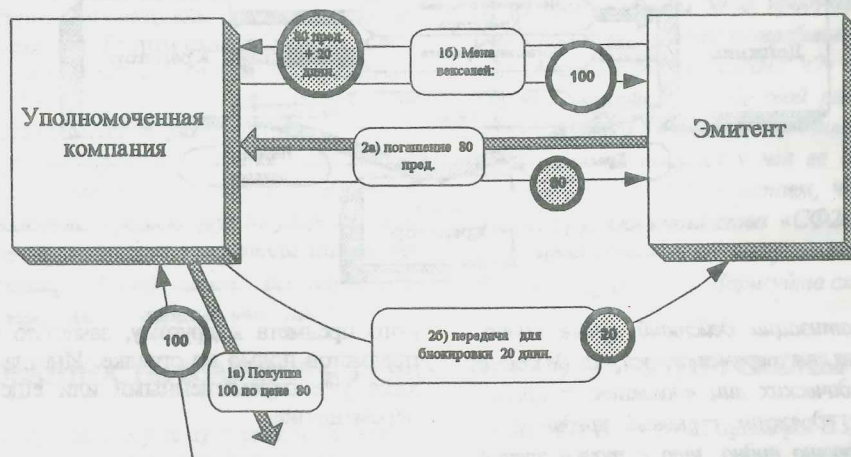 80 пред.
+ 20
длин.
1б) Мена
векселей:
100
Уполномоченная
компания
Эмитент
2а) погашение 80
пред.
80
2б) передача для
блокировки 20 длин.
20
100
1а) Покупка
100 по цене 80